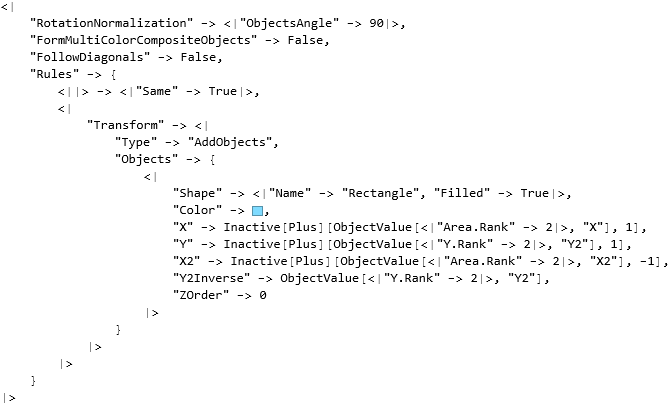 <|
"RotationNormalization" -> <|"ObjectsAngle" -> 90|>,
"FormMultiColorCompositeObjects" -> False,
"FollowDiagonals" -> False,
"Rules" -> {
<||> -> <|"Same" -> True|>,
<|
"Transform" -> <|
"Type" -> "AddObjects",
"Objects" -> {
<|
"Shape" -> <|"Name" -> "Rectangle", "Filled" -> True|>,
"Color" -> ,
"X" -> Inactive[Plus][ObjectValue[<|"Area.Rank" -> 2|>, "X"], 1],
"Y" -> Inactive[Plus][ObjectValue[<|"Y.Rank" -> 2|>, "Y2"], 1],
"X2" -> Inactive[Plus][ObjectValue[<|"Area.Rank" -> 2|>, "X2"], -1],
"Y2Inverse" -> ObjectValue[<|"Y.Rank" -> 2|>, "Y2"],
"ZOrder" -> 0
|>
}
|>
|>
}
|>